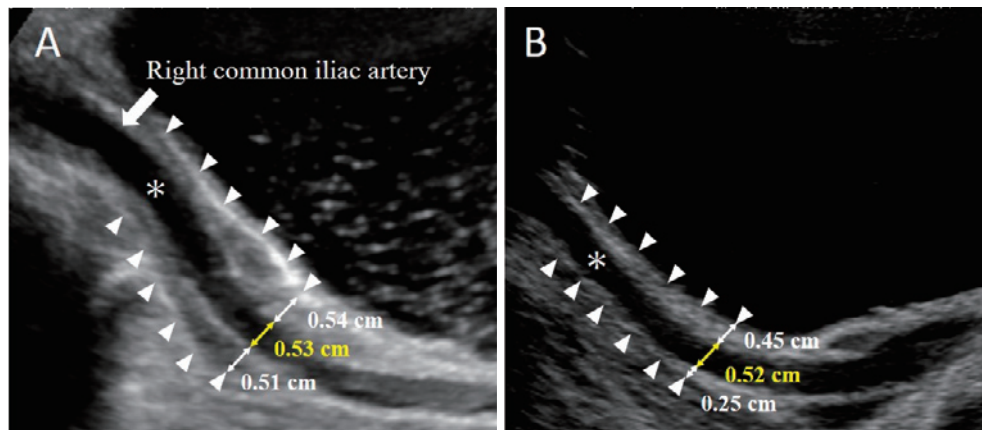 A
Right common iliac artery
*
0.54 cm
0.53 cm
0.51 cm
B
*
0.45 cm
0.52 cm
0.25 cm